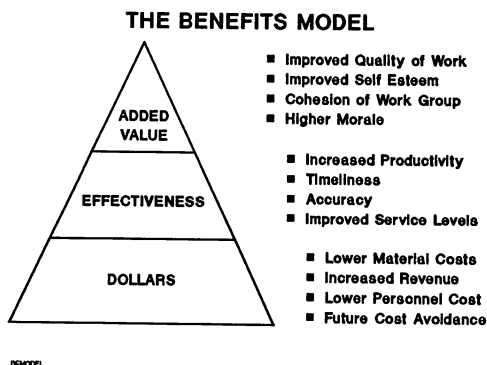 THE BENEFITS MODEL
ADDED
VALUE
■ Improved Quality of Work
■ Improved Self Esteem
■ Cohesion of Work Group
■ Higher Morale
EFFECTIVENESS
■ Increased Productivity
■ Timeliness
■ Accuracy
■ Improved Service Levels
DOLLARS
■ Lower Material Costs
■ Increased Revenue
■ Lower Personnel Cost
■ Future Cost Avoidance